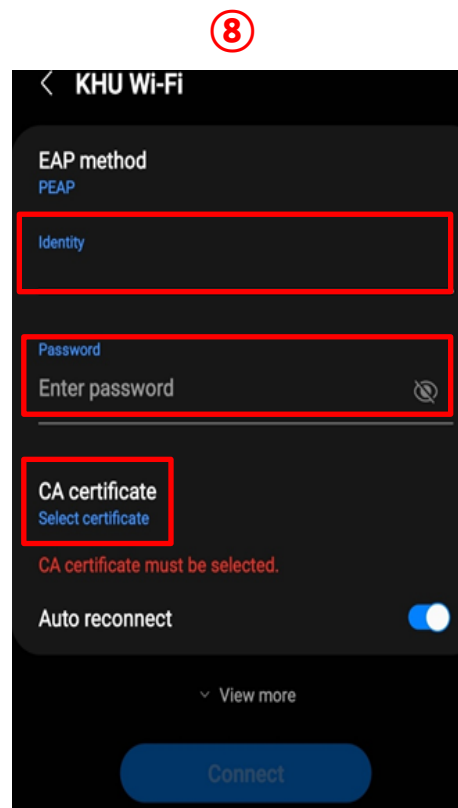 ⑧
KHU Wi-Fi
EAP method
PEAP
Identity
Password
Enter password
CA certificate
Select certificate
CA certificate must be selected.
Auto reconnect
View more
Connect